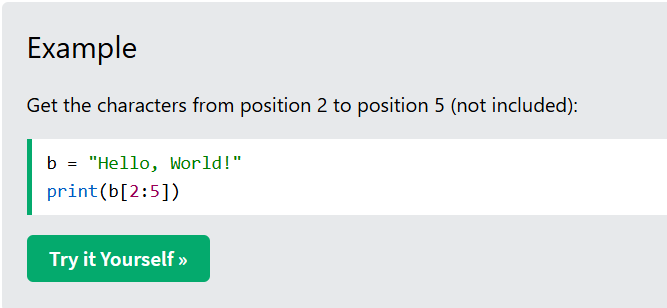 Example
Get the characters from position 2 to position 5 (not included):
b = "Hello, World!"
print(b[2:5])
Try it Yourself »